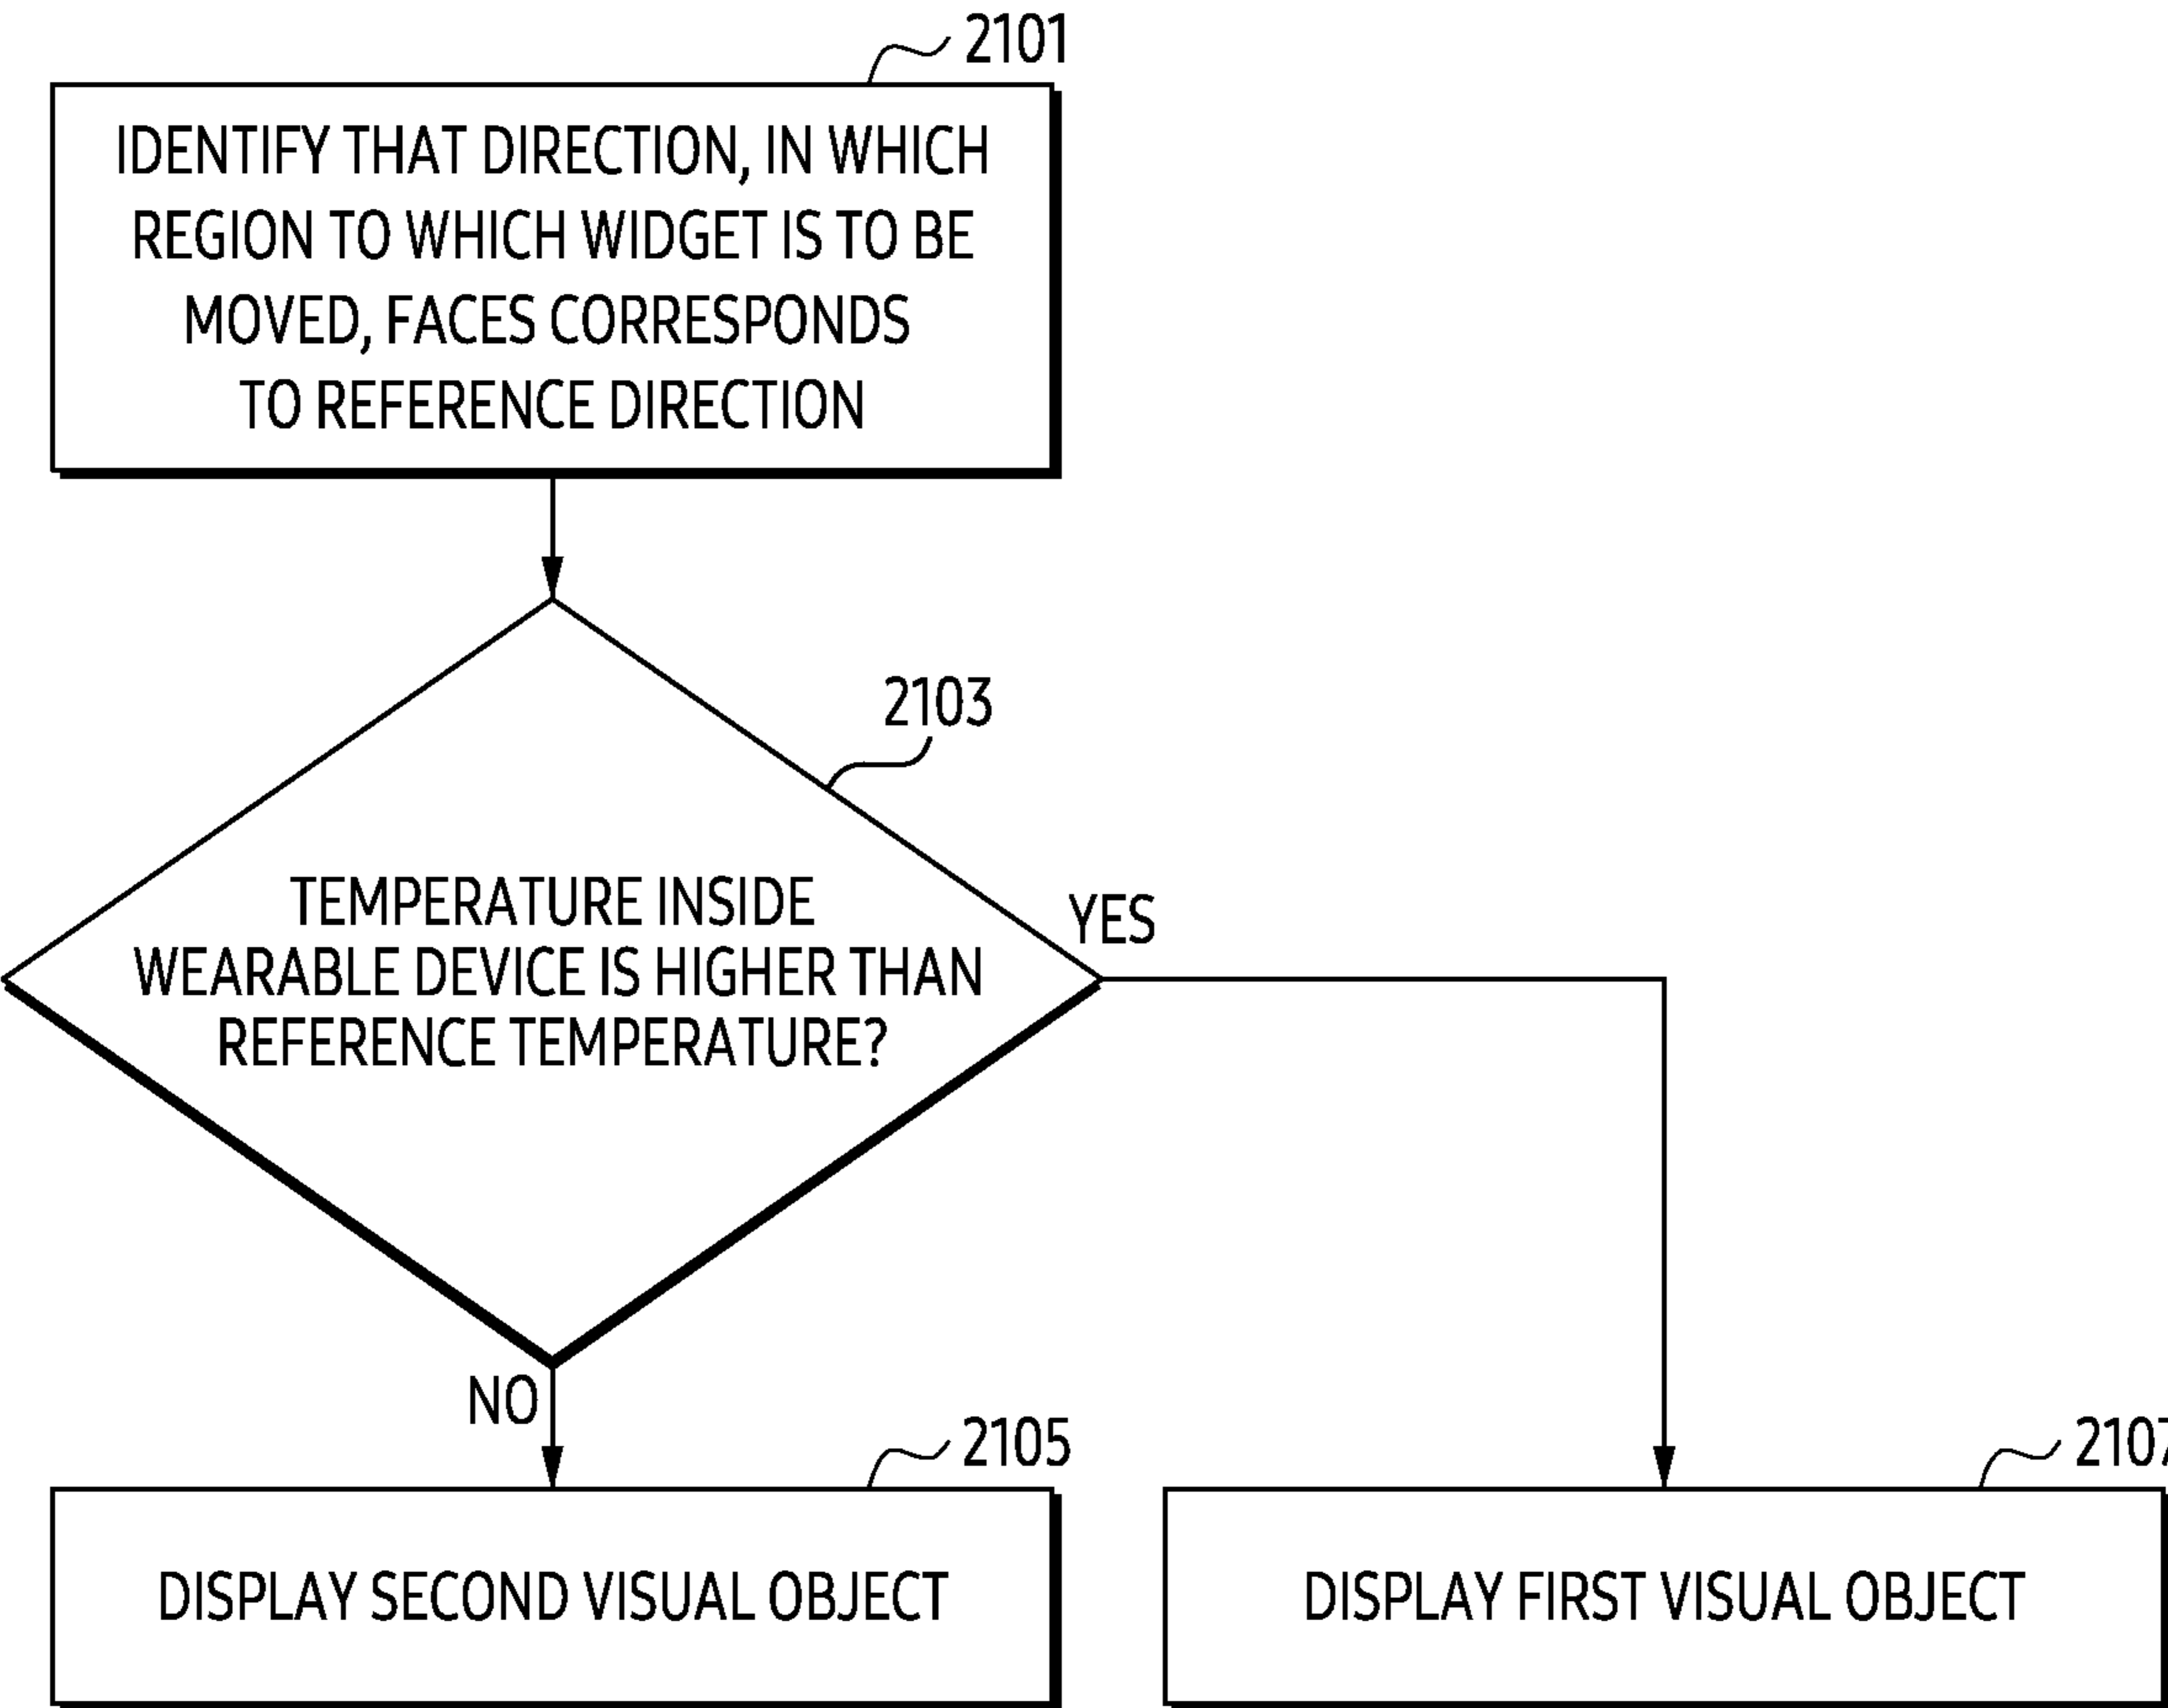 2101
IDENTIFY THAT DIRECTION, IN WHICH
REGION TO WHICH WIDGET IS TO BE
MOVED, FACES CORRESPONDS
TO REFERENCE DIRECTION
2103
TEMPERATURE INSIDE
WEARABLE DEVICE IS HIGHER THAN
REFERENCE TEMPERATURE?
YES
NO
2105
2107
DISPLAY SECOND VISUAL OBJECT
DISPLAY FIRST VISUAL OBJECT